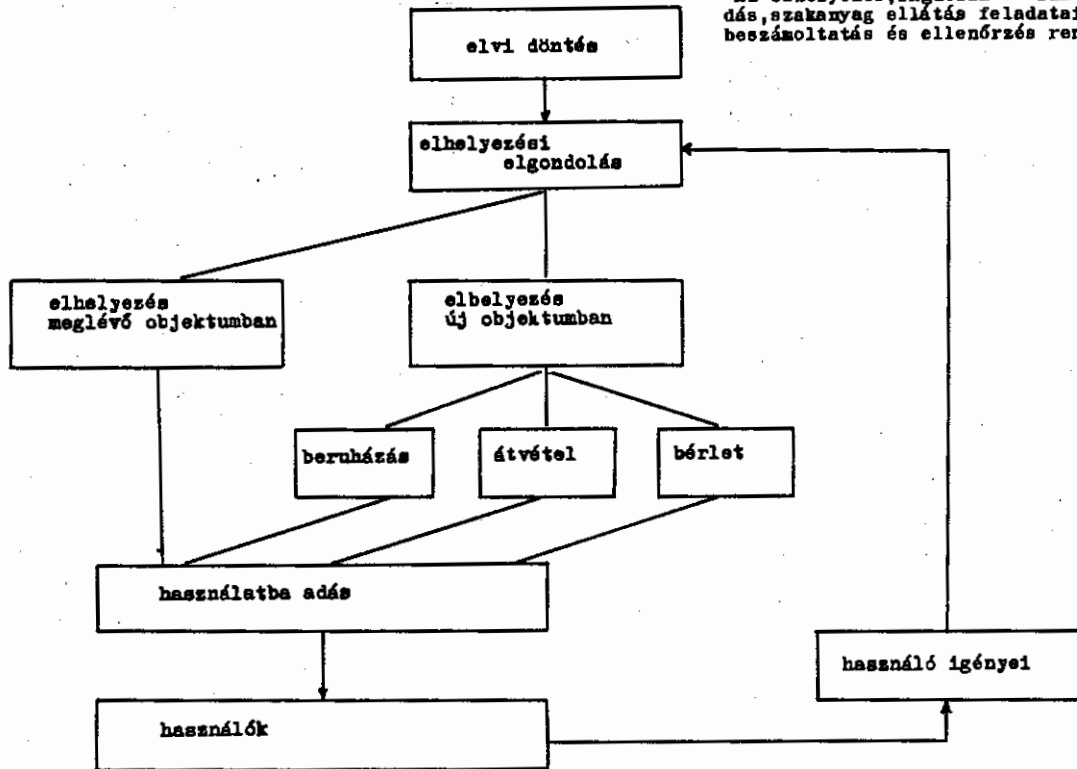 dás,szakanyag ellátás feladatai
beszámoltatás és ellenőrzés
elvi döntés
elhelyezési
elgondolás
elhelyezés
meglévő objektumban
elbelyezés
új objektumban
beruházás
átvétel
bérlet
használatba adás
használó igényei
használók